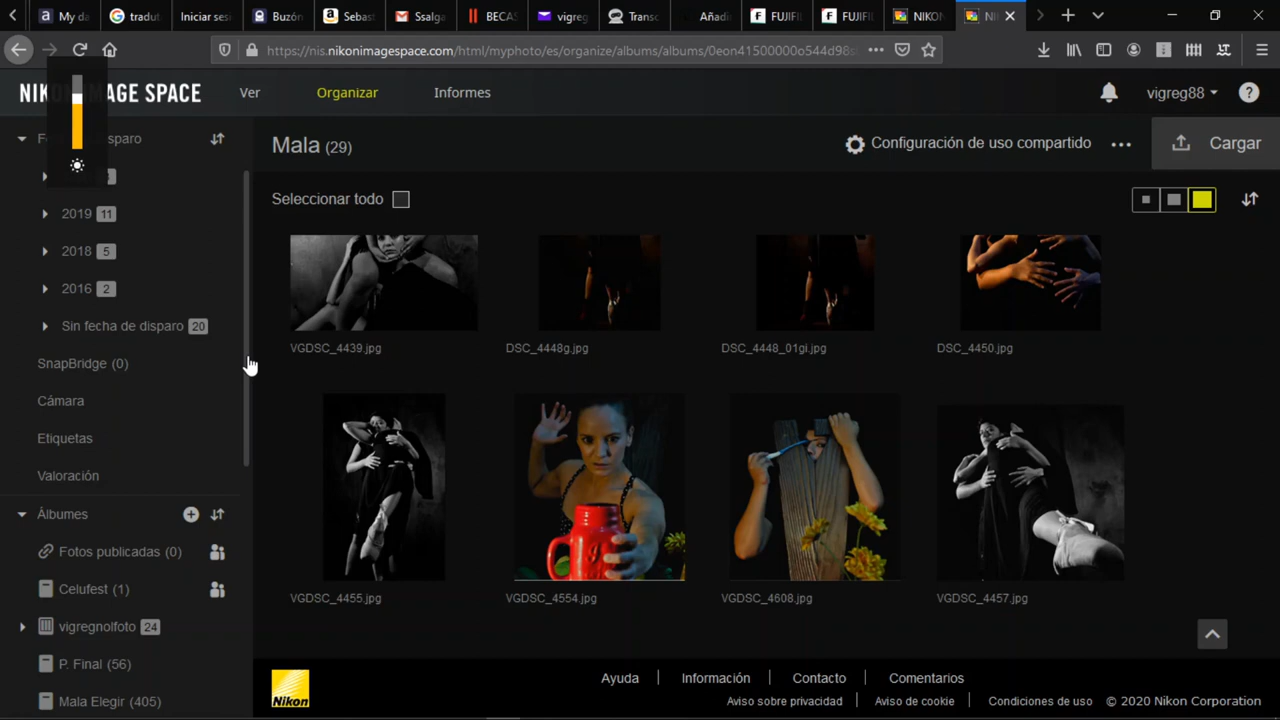 My da
tradut
Iniciar ses
Buzón
Sebast
Ssalga
BECAS
vigreg
Transc
Añadi
FUJIFI
FUJIFI
NIKON
NI
https://nis.nikonimagespace.com/html/myphoto/es/organize/albums/albums/0eon41500000o544d98s
NIK AGE SPACE
Ver
Organizar
Informes
vigreg88
isparo
Mala (29)
Configuración de uso compartido
Cargar
Seleccionar todo
2019 11
2018 5
2016 2
Sin fecha de disparo 20
SnapBridge (0)
Cámara
Etiquetas
Valoración
Álbumes
Fotos publicadas (0)
Celufest (1)
vigregnolfoto 24
P. Final (56)
Mala Elegir (405)
VGDSC_4439.jpg
DSC_4448g.jpg
DSC_4448_01gi.jpg
DSC_4450.jpg
VGDSC_4455.jpg
VGDSC_4554.jpg
VGDSC_4608.jpg
VGDSC_4457.jpg
Nikon
Ayuda
Información
Contacto
Comentarios
Aviso sobre privacidad
Aviso de cookie
Condiciones de uso
© 2020 Nikon Corporation